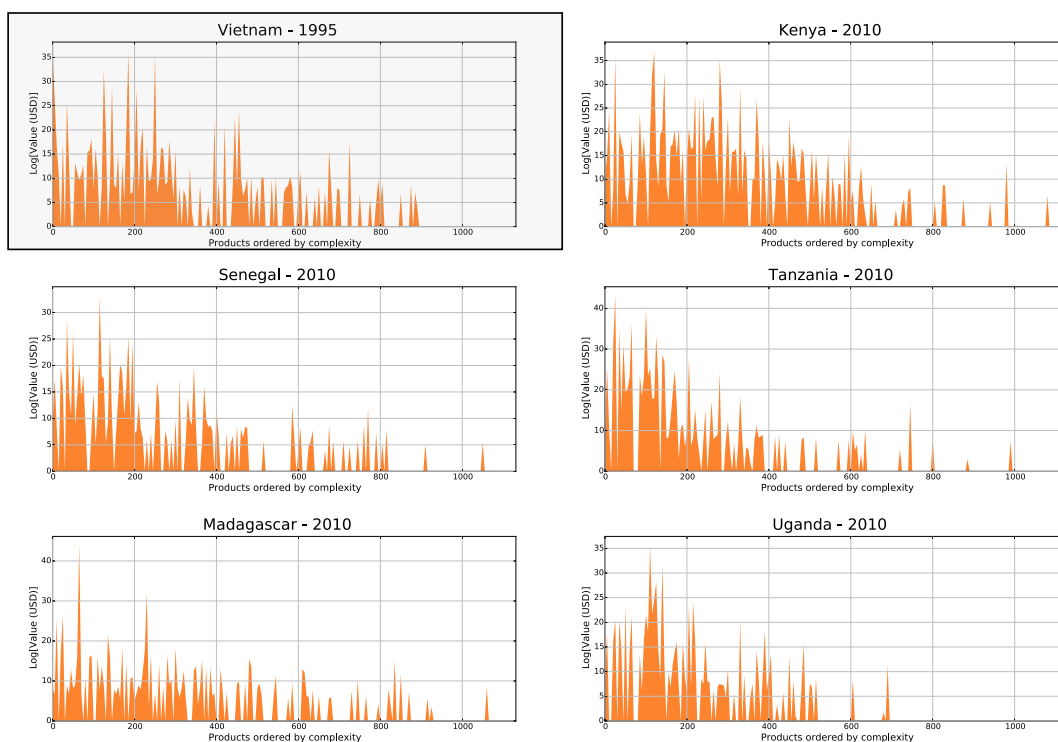 Vietnam - 1995
Log[Value (USD)]
35
30
25
20
15
10
5
0
0 200 400 600 800 1000
Products ordered by complexity
Kenya - 2010
Log[Value (USD)]
35
30
25
20
15
10
5
0
0 200 400 600 800 1000
Products ordered by complexity
Senegal - 2010
Log[Value (USD)]
30
25
20
15
10
5
0
0 200 400 600 800 1000
Products ordered by complexity
Tanzania - 2010
Log[Value (USD)]
40
30
20
10
0
0 200 400 600 800 1000
Products ordered by complexity
Madagascar - 2010
Log[Value (USD)]
40
30
20
10
0
0 200 400 600 800 1000
Products ordered by complexity
Uganda - 2010
Log[Value (USD)]
35
30
25
20
15
10
5
0
0 200 400 600 800 1000
Products ordered by complexity